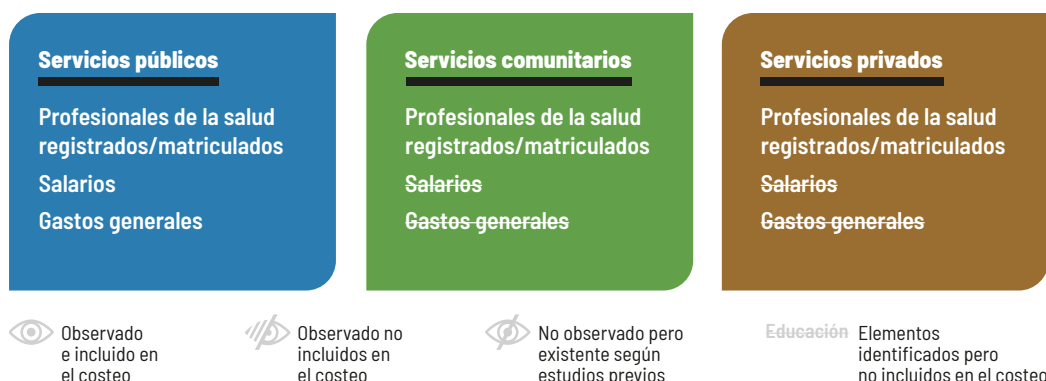 Servicios públicos
Profesionales de la salud
registrados/matriculados
Salarios
Gastos generales
Servicios comunitarios
Profesionales de la salud
registrados/matriculados
Salarios
Gastos generales
Servicios privados
Profesionales de la salud
registrados/matriculados
Salarios
Gastos generales
Observado
e incluido en
el costeo
Observado no
incluidos en
el costeo
No observado pero
existente según
estudios previos
Educación
Elementos
identificados pero
no incluidos en el costeo